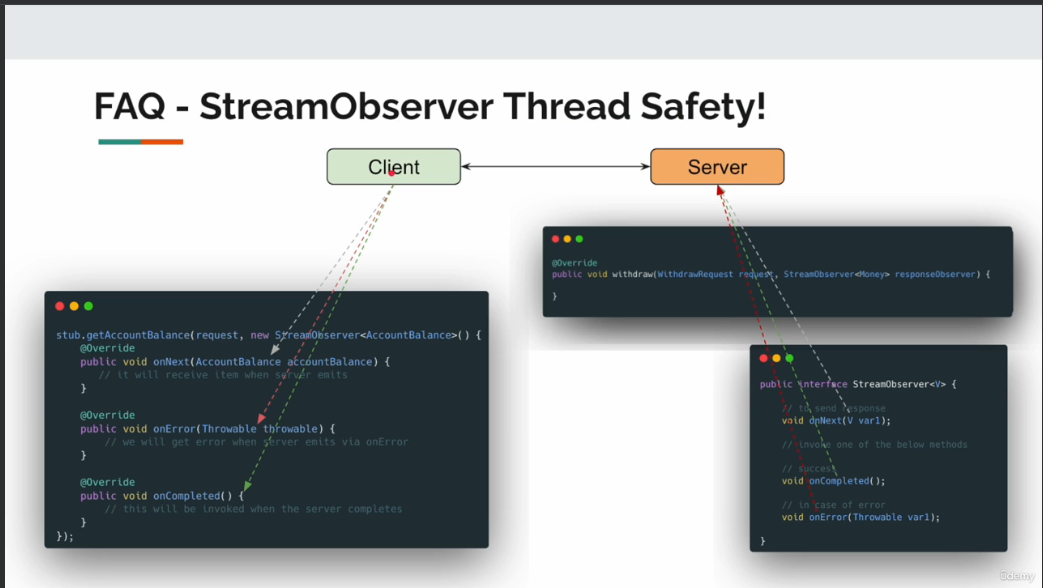 FAQ - StreamObserver Thread Safety!
Client
Server
@Override
public void withdraw(WithdrawRequest request, StreamObserver<Money> responseObserver) {
}
stub.getAccountBalance(request, new StreamObserver<AccountBalance>() {
@Override
public void onNext(AccountBalance accountBalance) {
// it will receive item when server emits
}
@Override
public void onError(Throwable throwable) {
// we will get error when server emits via onError
}
@Override
public void onCompleted() {
// this will be invoked when the server completes
}
});
public interface StreamObserver<V> {
// to send response
void onNext(V var1);
// invoke one of the below methods
// success
void onCompleted();
// in case of error
void onError(Throwable var1);
}
Udemy